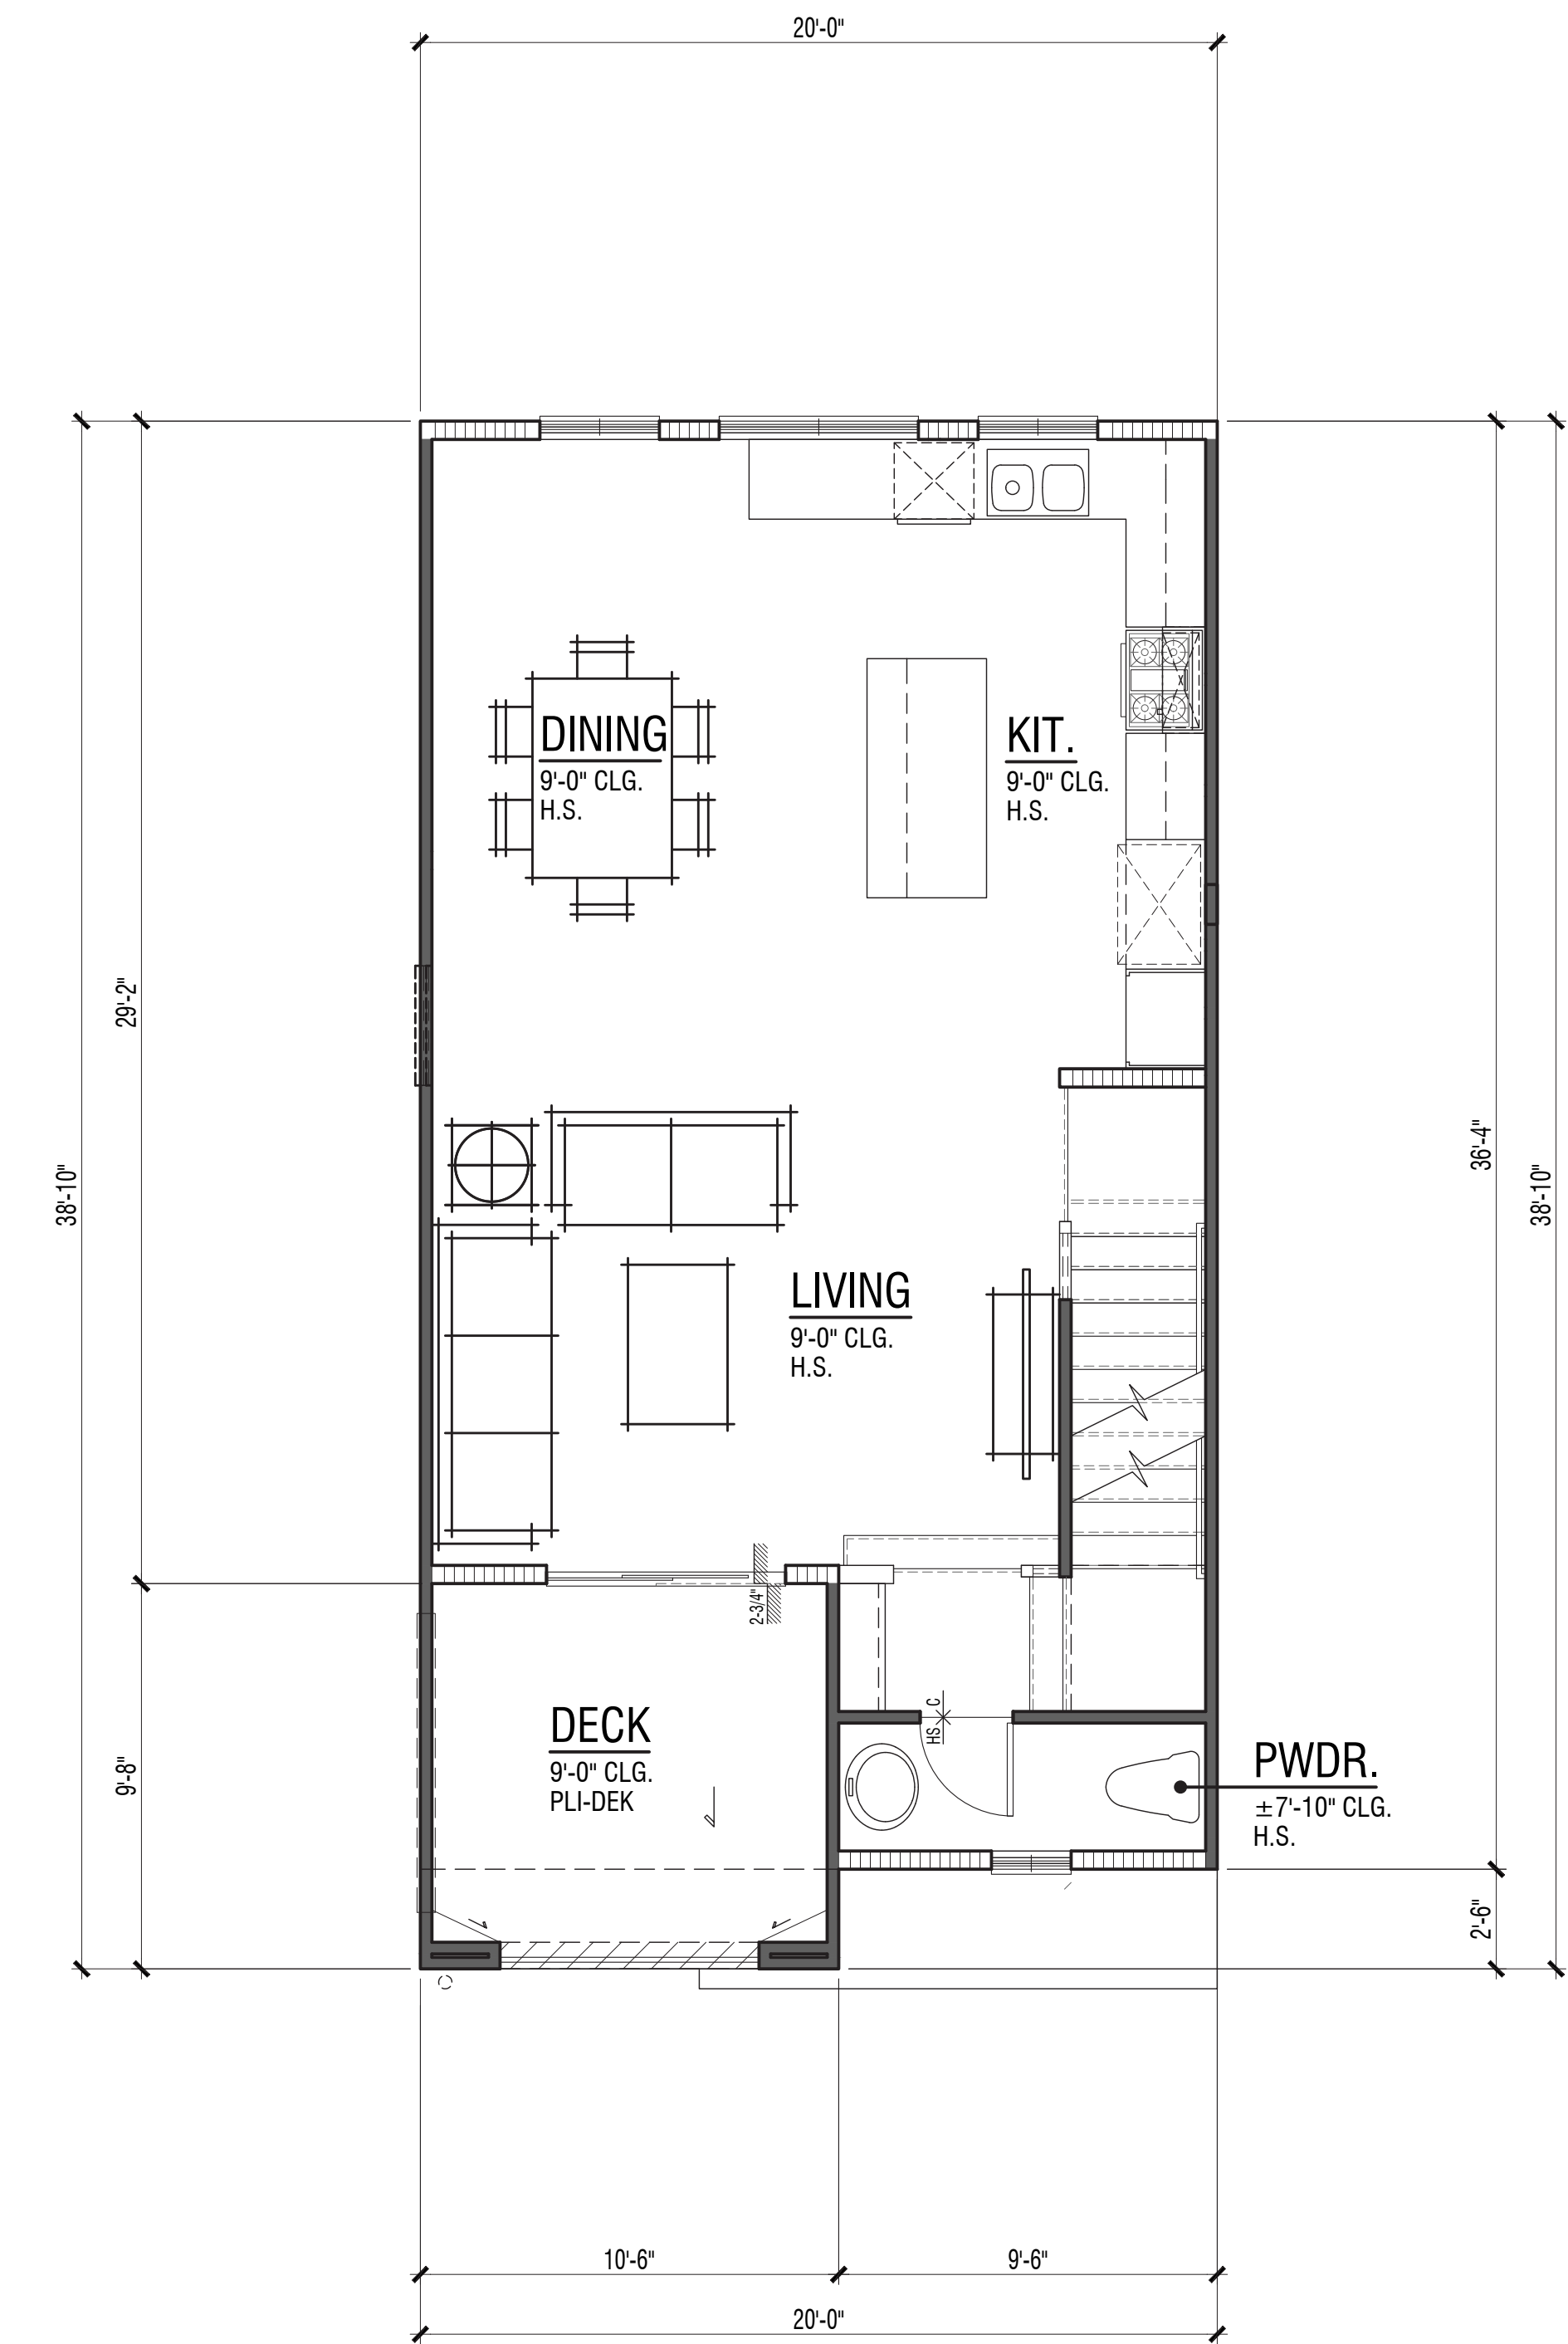 20'-0"
DINING
9'-0" CLG.
H.S.
KIT.
9'-0" CLG.
H.S.
29'-2"
38'-10"
36'-4"
38'-10"
LIVING
9'-0" CLG.
H.S.
2-3/4"
HS C
DECK
9'-0" CLG.
PLI-DEK
PWDR.
±7'-10" CLG.
H.S.
9'-8"
2'-6"
10'-6"
9'-6"
20'-0"